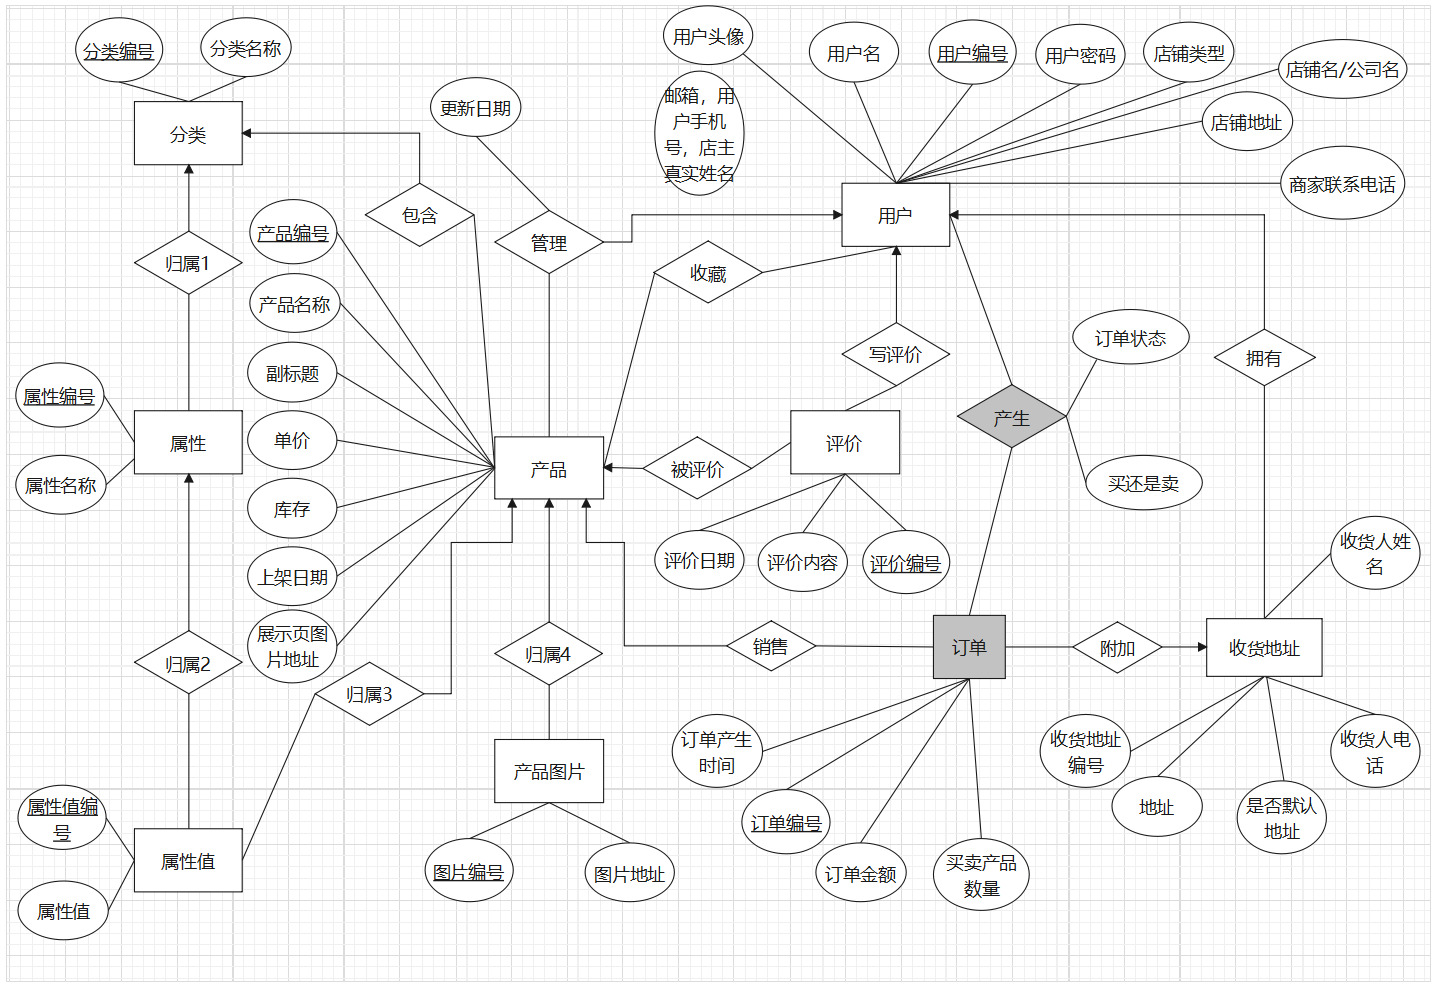 分类编号
分类名称
用户头像
用户名
用户编号
用户密码
店铺类型
店铺名/公司名
更新日期
邮箱，用
户手机
号，店主
真实姓名
店铺地址
分类
商家联系电话
包含
用户
产品编号
管理
归属1
收藏
产品名称
订单状态
写评价
拥有
副标题
属性编号
产生
单价
属性
评价
产品
被评价
属性名称
买还是卖
库存
收货人姓
名
评价日期
评价内容
评价编号
上架日期
展示页图
片地址
归属2
归属4
销售
订单
附加
收货地址
归属3
订单产生
时间
收货地址
编号
收货人电
话
产品图片
属性值编
号
地址
是否默认
地址
订单编号
属性值
图片编号
图片地址
订单金额
买卖产品
数量
属性值